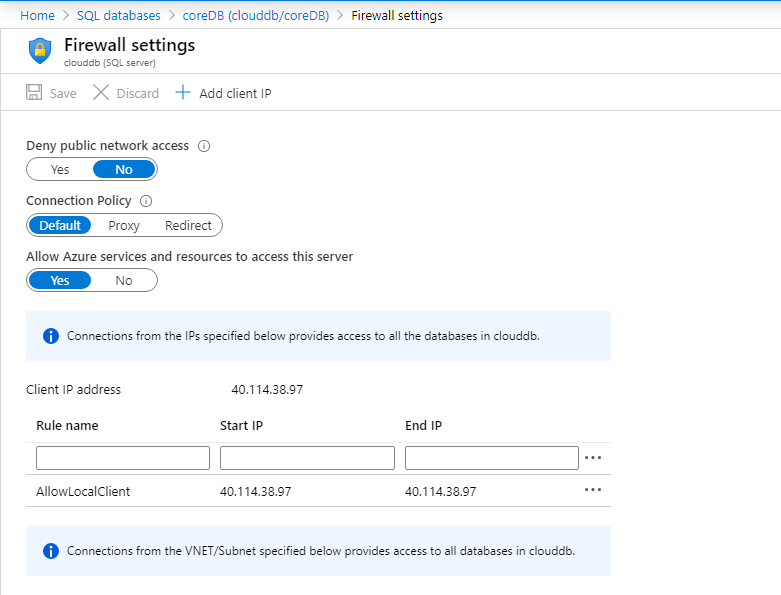 Home > SQL databases > coreDB (clouddb/coreDB) > Firewall settings
Firewall settings
clouddb (SQL server)
Save Discard + Add client IP
Deny public network access
Yes No
Connection Policy
Default Proxy Redirect
Allow Azure services and resources to access this server
Yes No
Connections from the IPs specified below provides access to all the databases in clouddb.
Client IP address 40.114.38.97
Rule name Start IP End IP
AllowLocalClient 40.114.38.97 40.114.38.97
Connections from the VNET/Subnet specified below provides access to all databases in clouddb.